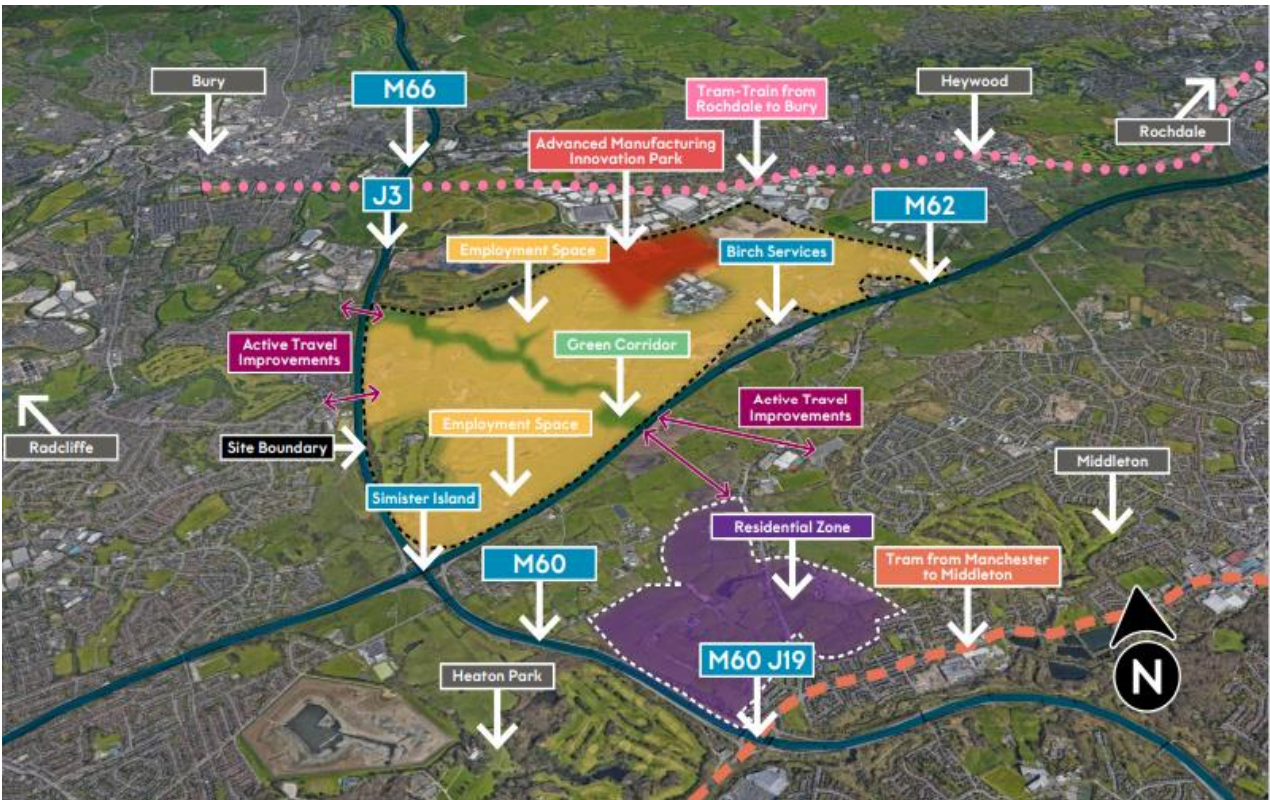 Bury
M66
Tram-Train from
Rochdale to Bury
Heywood
Rochdale
Advanced Manufacturing
Innovation Park
J3
M62
Employment Space
Birch Services
Active Travel
Improvements
Green Corridor
Active Travel
Improvements
Radcliffe
Site Boundary
Employment Space
Middleton
Simister Island
Residential Zone
M60
Tram from Manchester
to Middleton
M60 J19
Heaton Park
N